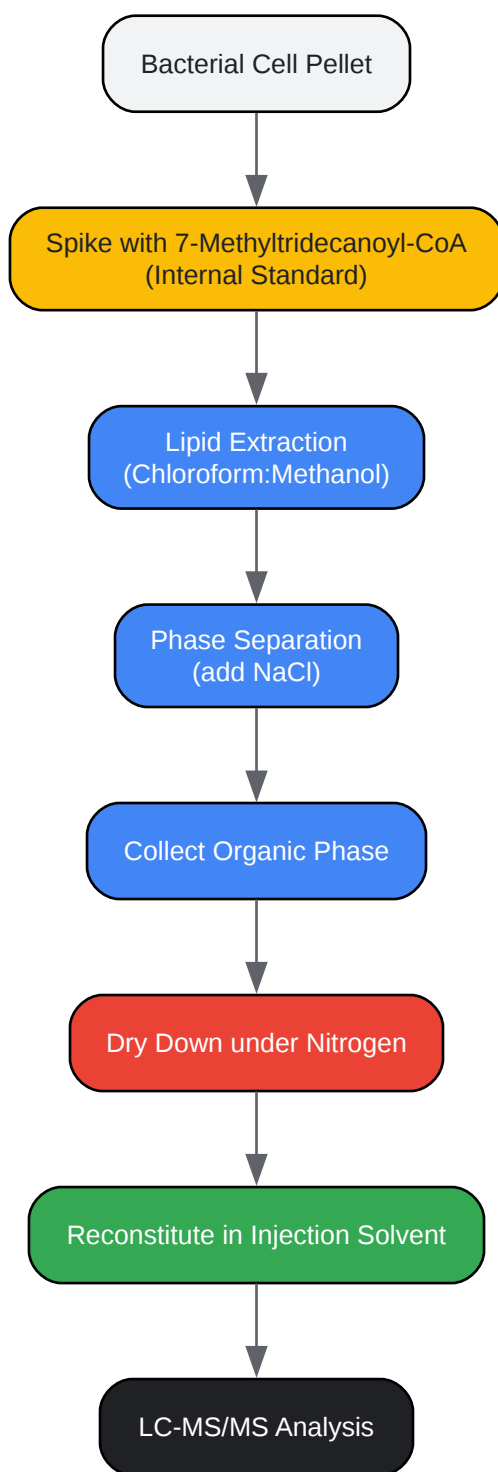 Bacterial Cell Pellet
Spike with 7-Methyltridecanoyl-CoA
(Internal Standard)
Lipid Extraction
(Chloroform:Methanol)
Phase Separation
(add NaCl)
Collect Organic Phase
Dry Down under Nitrogen
Reconstitute in Injection Solvent
LC-MS/MS Analysis